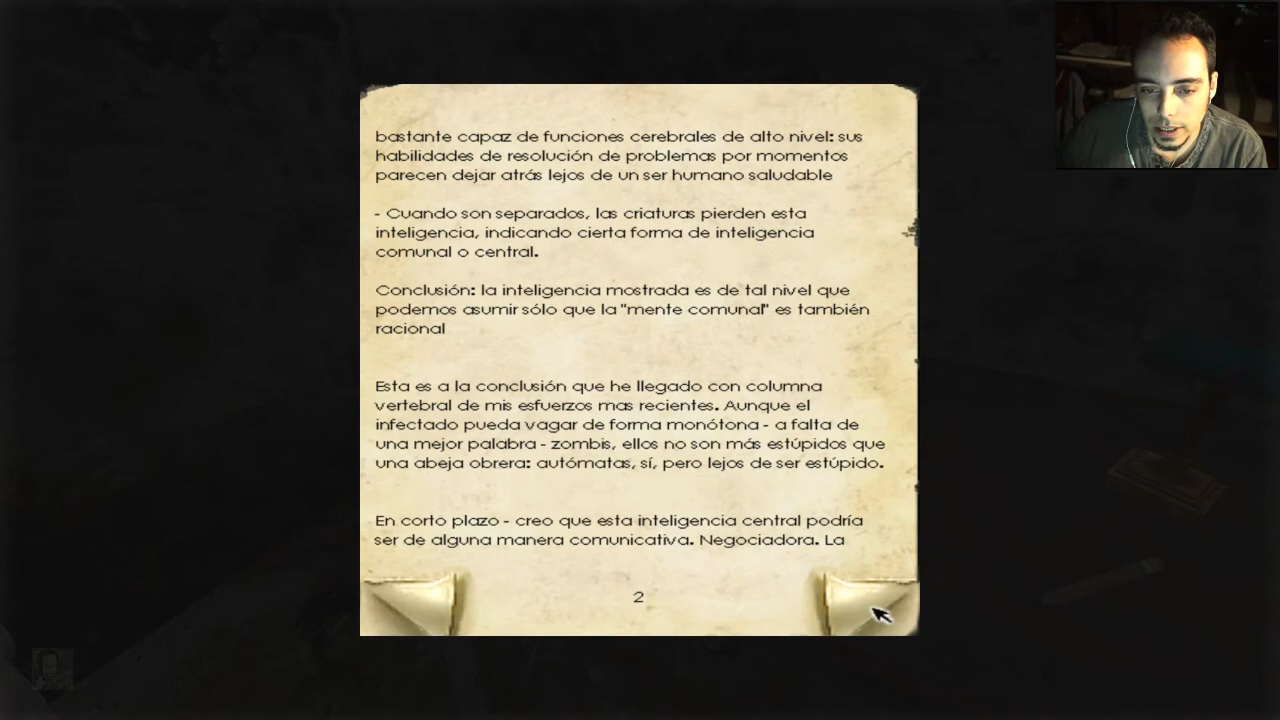 bastante capaz de funciones cerebrales de alto nivel: sus
habilidades de resolución de problemas por momentos
parecen dejar atrás lejos de un ser humano saludable
- Cuando son separados, las criaturas pierden esta
inteligencia, indicando cierta forma de inteligencia
comunal o central.
Conclusión: la inteligencia mostrada es de tal nivel que
podemos asumir sólo que la "mente comunal" es también
racional
Esta es a la conclusión que he llegado con columna
vertebral de mis esfuerzos mas recientes. Aunque el
infectado pueda vagar de forma monótona - a falta de
una mejor palabra - zombis, ellos no son más estúpidos que
una abeja obrera: autómatas, sí, pero lejos de ser estúpido.
En corto plazo - creo que esta inteligencia central podría
ser de alguna manera comunicativa. Negociadora. La
2